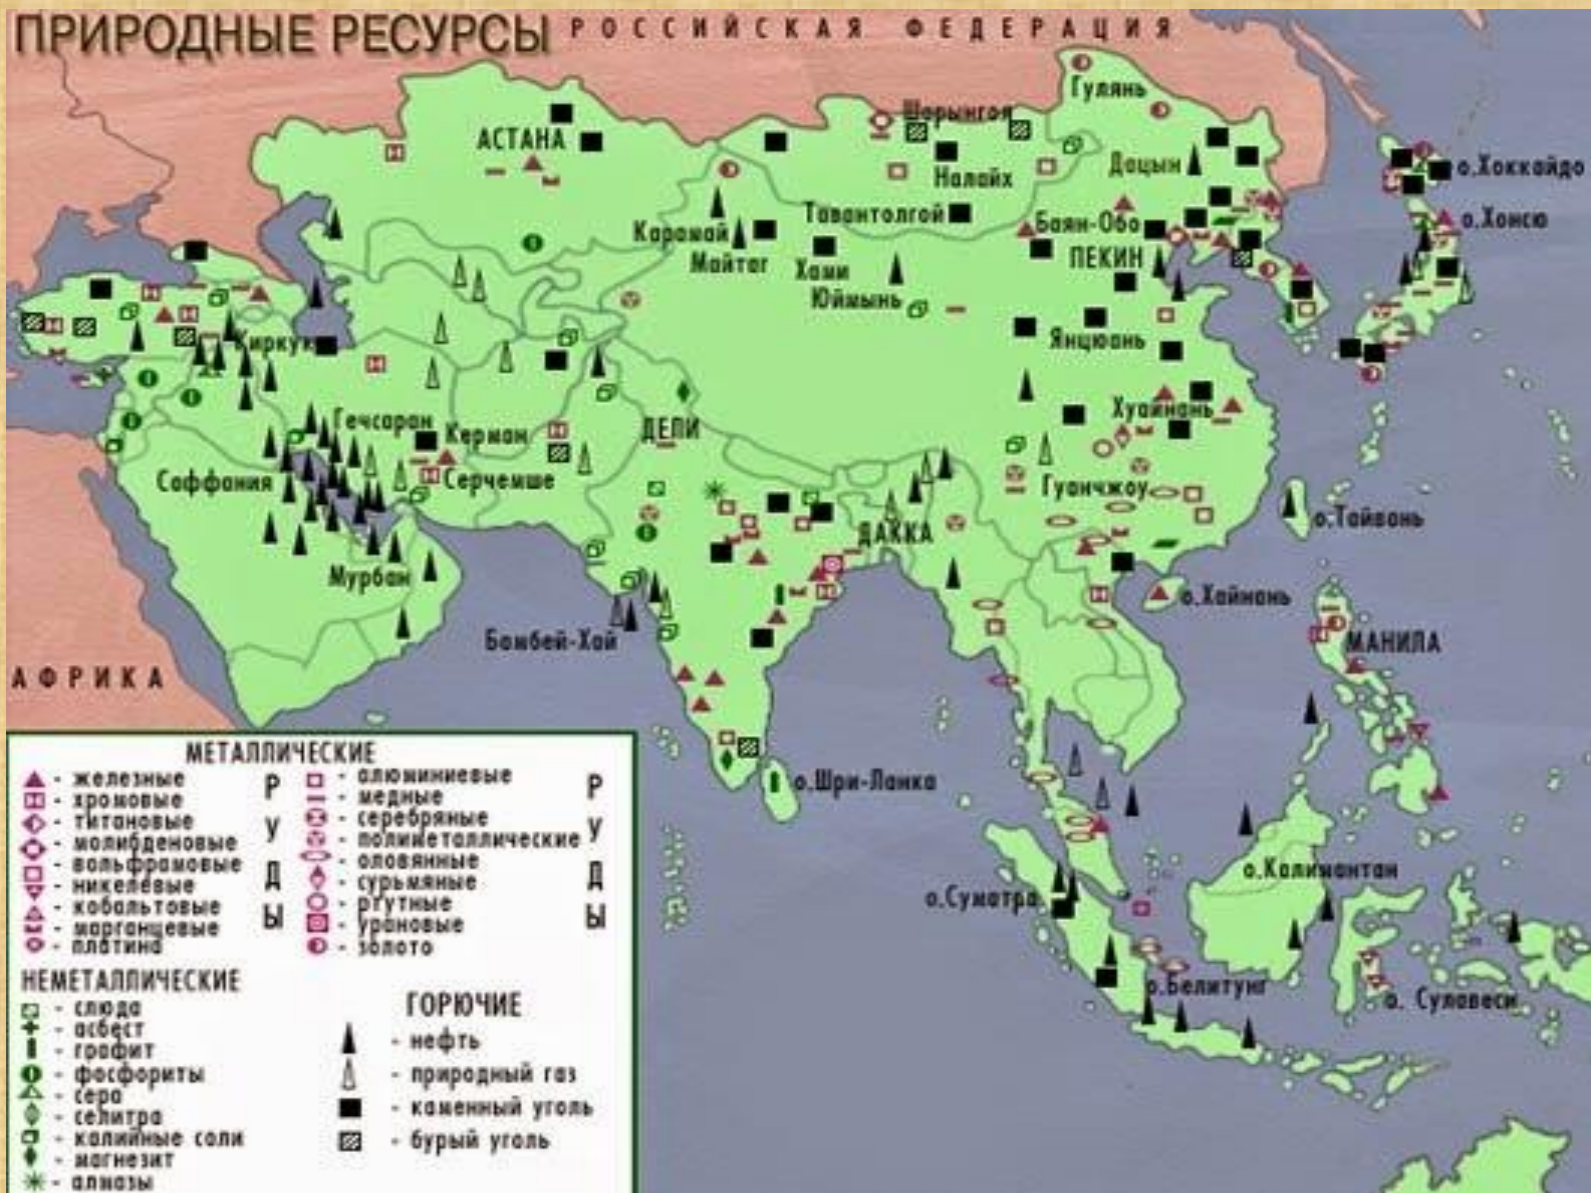 ПРИРОДНЫЕ РЕСУРСЫ
РОССИЙСКАЯ ФЕДЕРАЦИЯ
Гулянь
Шарынгол
АСТАНА
Налайх
Дацын
о.Хоккайдо
Тавантолгой
Баян-Обо
о.Хонсю
Карамай
Майтаг
Хами
ПЕКИН
Юймынь
Киркук
Янцюань
Гечсаран
Керман
ДЕЛИ
Хуайнань
Саффания
Серчемше
Гуанчжоу
ДАККА
о.Тайвань
Мурбан
о.Хайнань
Бомбей-Хай
МАНИЛА
АФРИКА
о.Шри-Ланка
о.Калимантан
о.Суматра
о.Белитунг
о. Сулавеси
МЕТАЛЛИЧЕСКИЕ
- железные
- хромовые
- титановые
- молибденовые
- вольфрамовые
- никелевые
- кобальтовые
- марганцевые
- платина
РУДЫ
- алюминиевые
- медные
- серебряные
- полиметаллические
- оловянные
- сурьмяные
- ртутные
- урановые
- золото
РУДЫ
НЕМЕТАЛЛИЧЕСКИЕ
- слюда
- асбест
- графит
- фосфориты
- сера
- селитра
- калийные соли
- магнезит
- алмазы
ГОРЮЧИЕ
- нефть
- природный газ
- каменный уголь
- бурый уголь